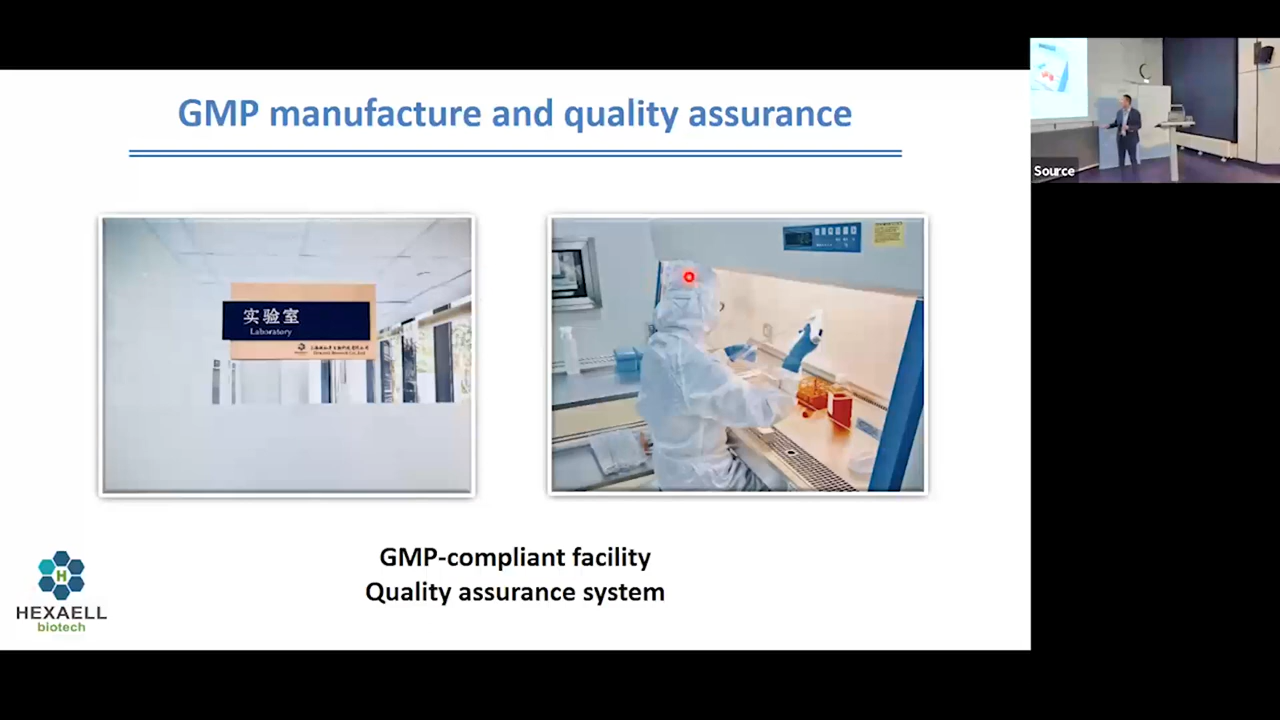 GMP manufacture and quality assurance
Source
实验室
Laboratory
GMP-compliant facility
Quality assurance system
H
HEXAELL
biotech